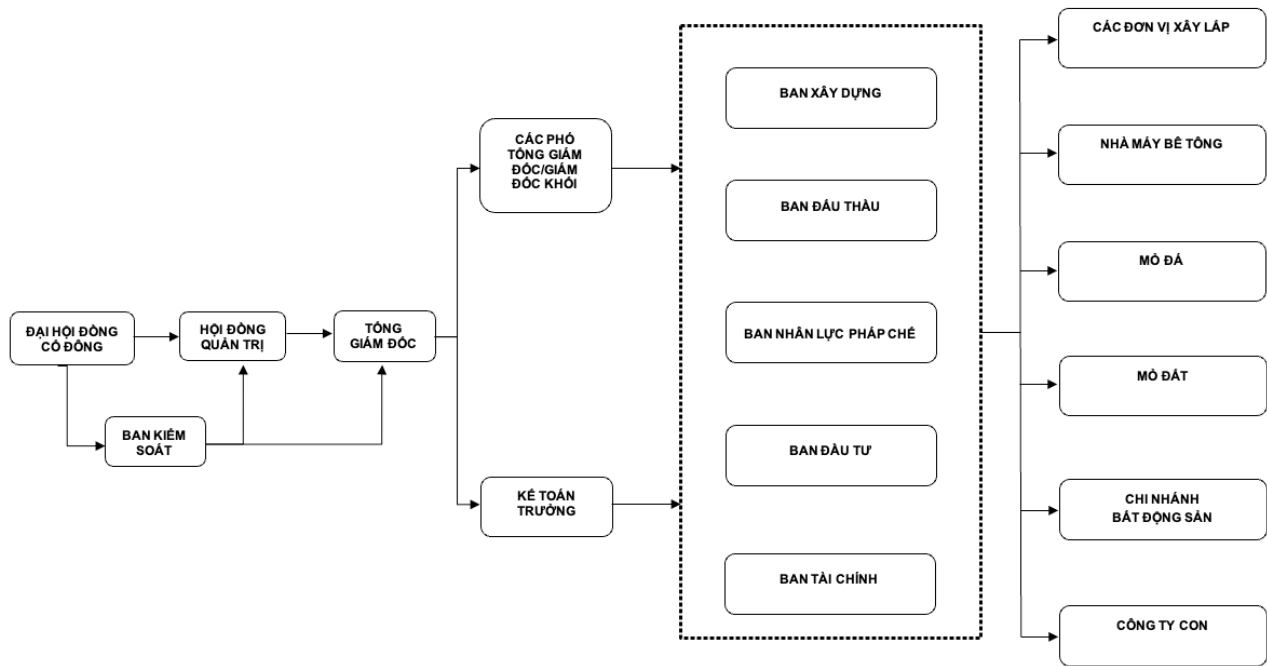 ĐẠI HỘI ĐỒNG
CỔ ĐÔNG
BAN KIỂM
SOÁT
HỘI ĐỒNG
QUẢN TRỊ
TỔNG
GIÁM ĐỐC
CÁC PHÓ
TỔNG GIÁM
ĐỐC/GIÁM
ĐỐC KHỐI
KẾ TOÁN
TRƯỞNG
BAN XÂY DỰNG
BAN ĐẤU THẦU
BAN NHÂN LỰC PHÁP CHẾ
BAN ĐẦU TƯ
BAN TÀI CHÍNH
CÁC ĐƠN VỊ XÂY LẮP
NHÀ MÁY BÊ TÔNG
MỎ ĐÁ
MỎ ĐẤT
CHI NHÁNH
BẤT ĐỘNG SẢN
CÔNG TY CON